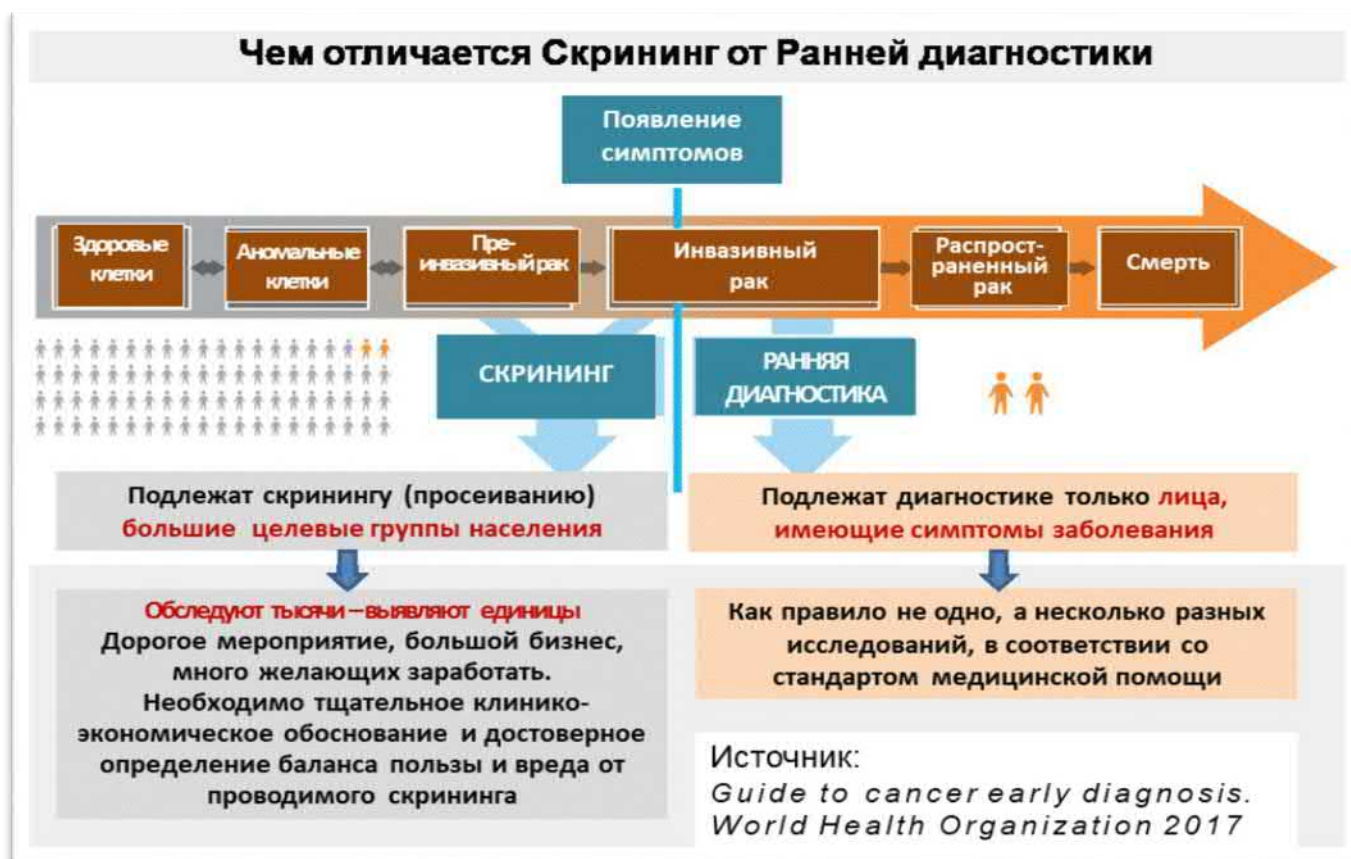 Чем отличается Скрининг от Ранней диагностики
Появление
симптомов
Здоровые
клетки
Аномальные
клетки
Пре-
инвазивный рак
Инвазивный
рак
Распрост-
раненный
рак
Смерть
СКРИНИНГ
РАННЯЯ
ДИАГНОСТИКА
Подлежат скринингу (просеиванию)
большие целевые группы населения
Подлежат диагностике только лица,
имеющие симптомы заболевания
Обследуют тысячи – выявляют единицы
Дорогое мероприятие, большой бизнес,
много желающих заработать.
Необходимо тщательное клинико-
экономическое обоснование и достоверное
определение баланса пользы и вреда от
проводимого скрининга
Как правило не одно, а несколько разных
исследований, в соответствии со
стандартом медицинской помощи
Источник:
Guide to cancer early diagnosis.
World Health Organization 2017